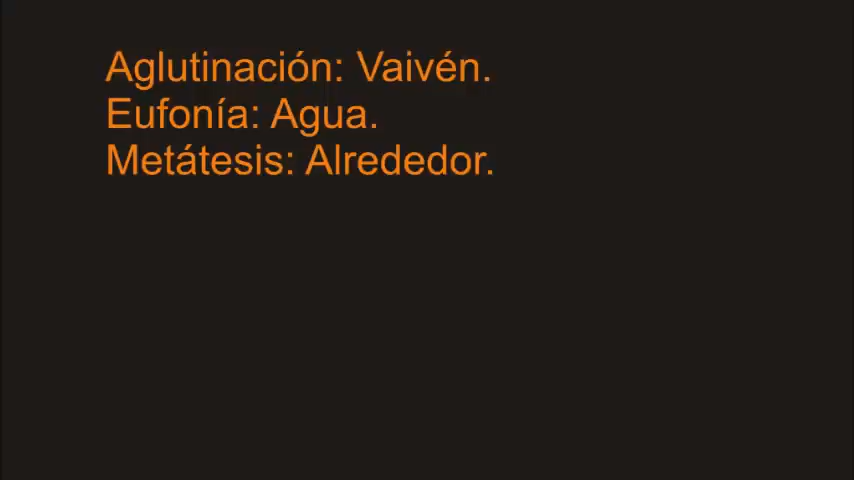 Aglutinación: Vaivén.
Eufonía: Agua.
Metátesis: Alrededor.